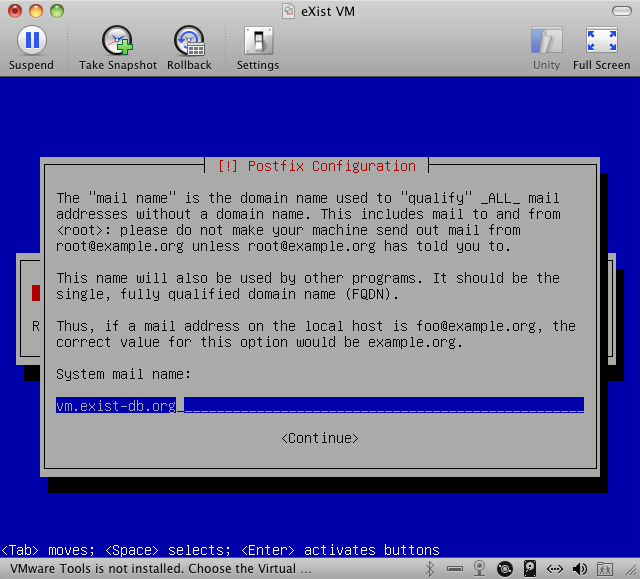 eXist VM
Suspend
Take Snapshot
Rollback
Settings
Unity
Full Screen
[!] Postfix Configuration
The "mail name" is the domain name used to "qualify" _ALL_ mail
addresses without a domain name. This includes mail to and from
<root>: please do not make your machine send out mail from
root@example.org unless root@example.org has told you to.
This name will also be used by other programs. It should be the
single, fully qualified domain name (FQDN).
Thus, if a mail address on the local host is foo@example.org, the
correct value for this option would be example.org.
System mail name:
vm.exist-db.org
<Continue>
R
<Tab> moves; <Space> selects; <Enter> activates buttons
VMware Tools is not installed. Choose the Virtual ...